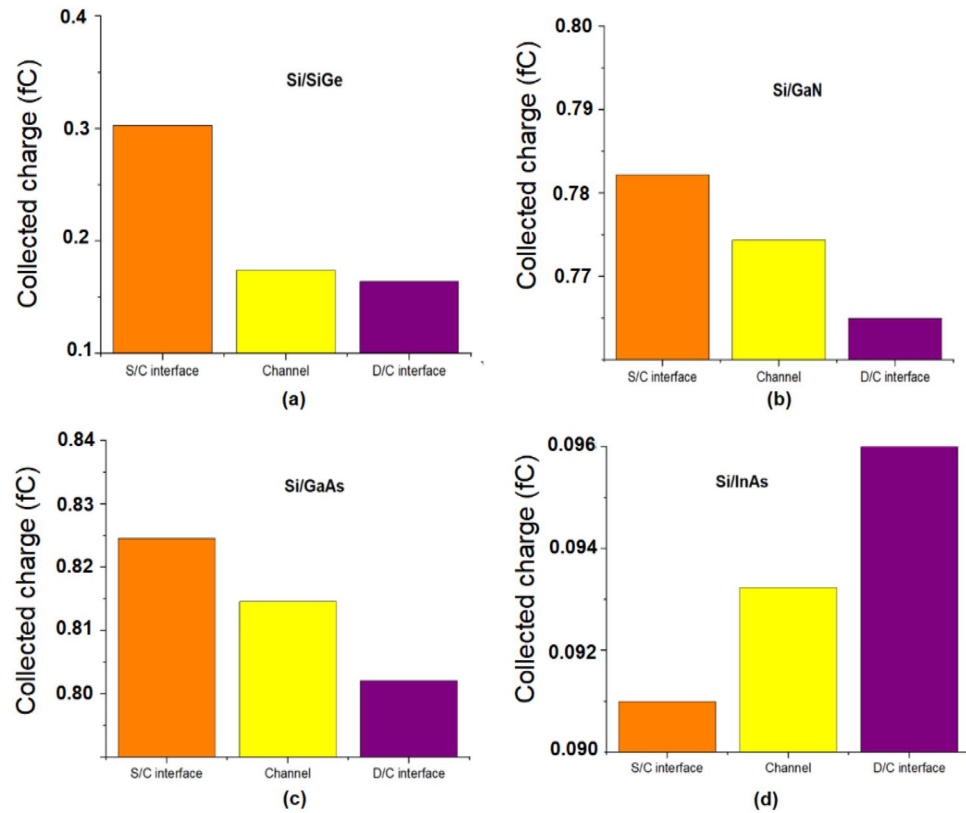 0.4
0.3
0.2
0.1
Collected charge (fC)
Si/SiGe
S/C interface Channel D/C interface
(a)
0.80
0.79
0.78
0.77
Collected charge (fC)
Si/GaN
S/C interface Channel D/C interface
(b)
0.84
0.83
0.82
0.81
0.80
Collected charge (fC)
Si/GaAs
S/C interface Channel D/C interface
(c)
0.096
0.094
0.092
0.090
Collected charge (fC)
Si/InAs
S/C interface Channel D/C interface
(d)